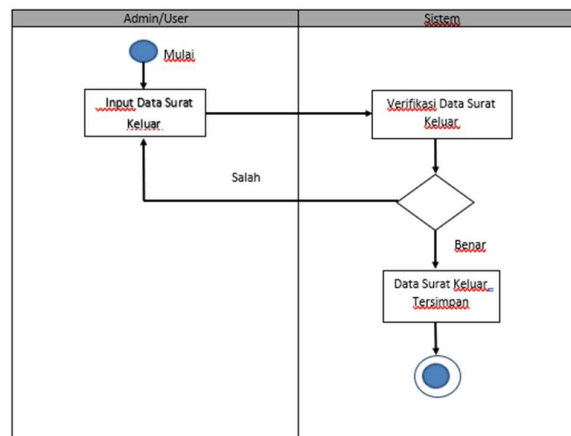 Admin/User
Sistem
Mulai
Input Data Surat
Keluar
Verifikasi Data Surat
Keluar
Salah
Benar
Data Surat Keluar
Tersimpan